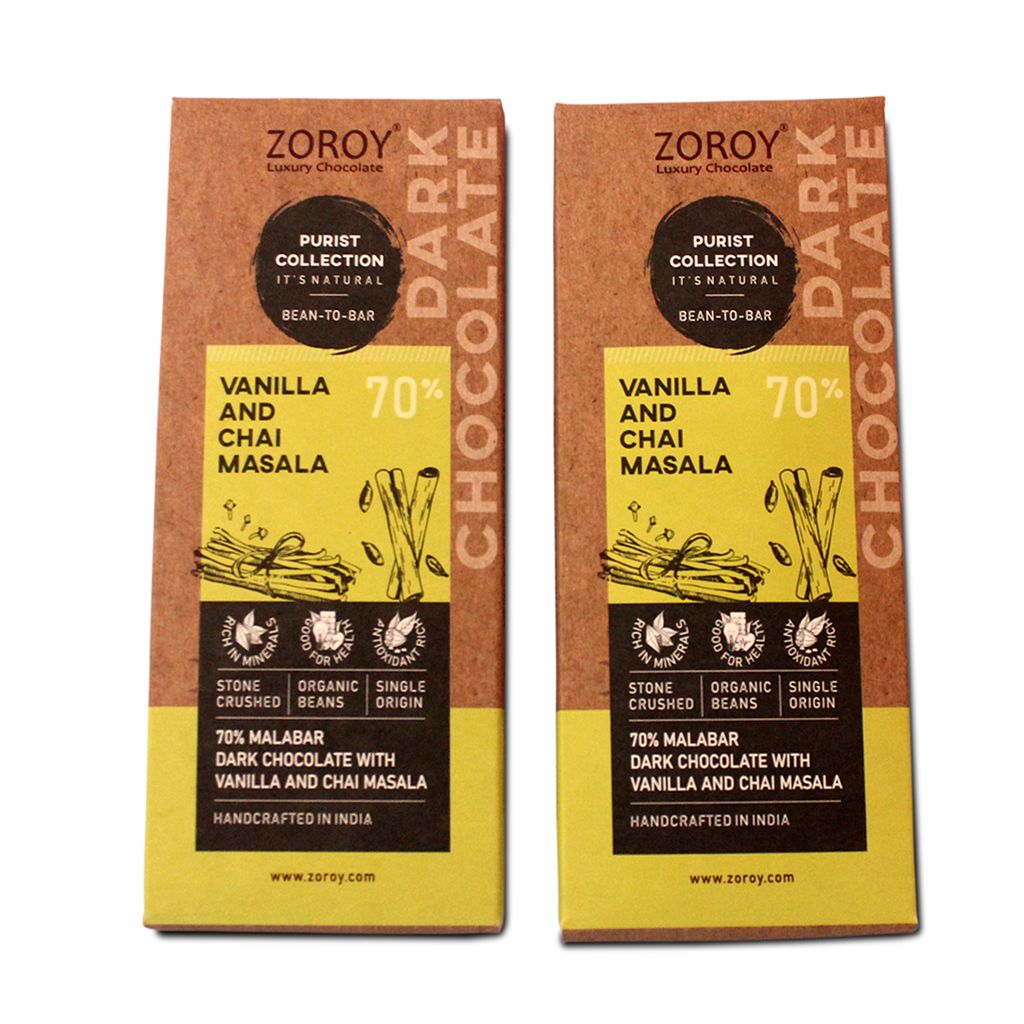 ZOROY®
Luxury Chocolate
DARK
CHOCOLATE
PURIST
COLLECTION
IT'S NATURAL
BEAN-TO-BAR
VANILLA
AND
CHAI
MASALA
70%
RICH IN MINERALS
GOOD FOR HEALTH
ANTIOXIDANT RICH
STONE
CRUSHED
ORGANIC
BEANS
SINGLE
ORIGIN
70% MALABAR
DARK CHOCOLATE WITH
VANILLA AND CHAI MASALA
HANDCRAFTED IN INDIA
www.zoroy.com
ZOROY®
Luxury Chocolate
DARK
CHOCOLATE
PURIST
COLLECTION
IT'S NATURAL
BEAN-TO-BAR
VANILLA
AND
CHAI
MASALA
70%
RICH IN MINERALS
GOOD FOR HEALTH
ANTIOXIDANT RICH
STONE
CRUSHED
ORGANIC
BEANS
SINGLE
ORIGIN
70% MALABAR
DARK CHOCOLATE WITH
VANILLA AND CHAI MASALA
HANDCRAFTED IN INDIA
www.zoroy.com